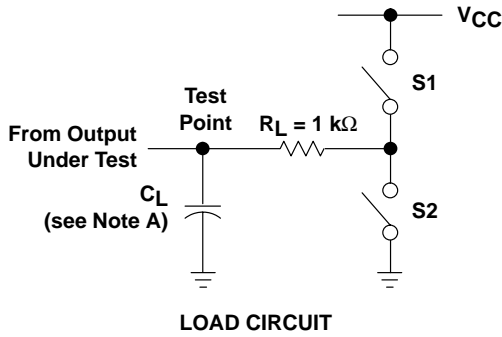 VCC
S1
Test
Point
RL = 1 kΩ
From Output
Under Test
CL
(see Note A)
S2
LOAD CIRCUIT